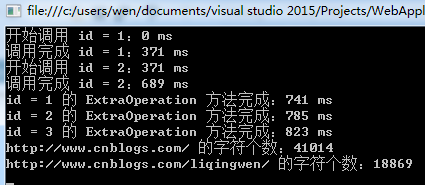 file:///c:/users/wen/documents/visual studio 2015/Projects/WebAppl
开始调用 id = 1：0 ms
调用完成 id = 1：371 ms
开始调用 id = 2：371 ms
调用完成 id = 2：689 ms
id = 1 的 ExtraOperation 方法完成：741 ms
id = 2 的 ExtraOperation 方法完成：785 ms
id = 3 的 ExtraOperation 方法完成：823 ms
http://www.cnblogs.com/ 的字符个数：41014
http://www.cnblogs.com/liqingwen/ 的字符个数：18869